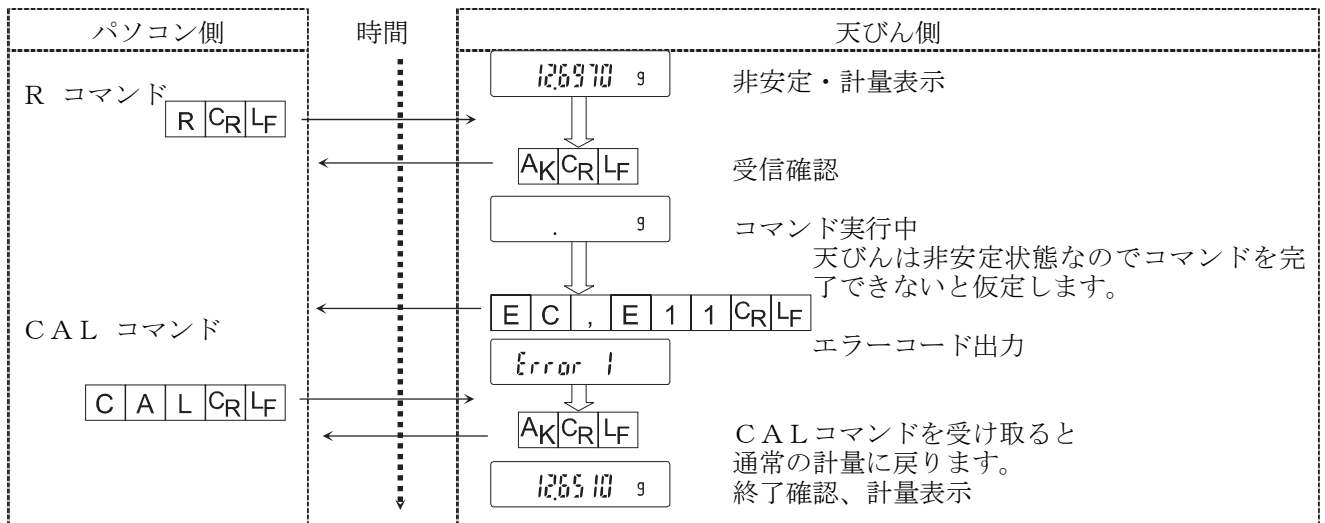 パソコン側 時間 天びん側
12.6970 g 非安定・計量表示
R コマンド
R CR LF
AK CR LF 受信確認
. g コマンド実行中
天びんは非安定状態なのでコマンドを完
了できないと仮定します。
E C , E 1 1 CR LF
CAL コマンド エラーコード出力
Error 1
C A L CR LF
AK CR LF CALコマンドを受け取ると
通常の計量に戻ります。
12.6510 g 終了確認、計量表示